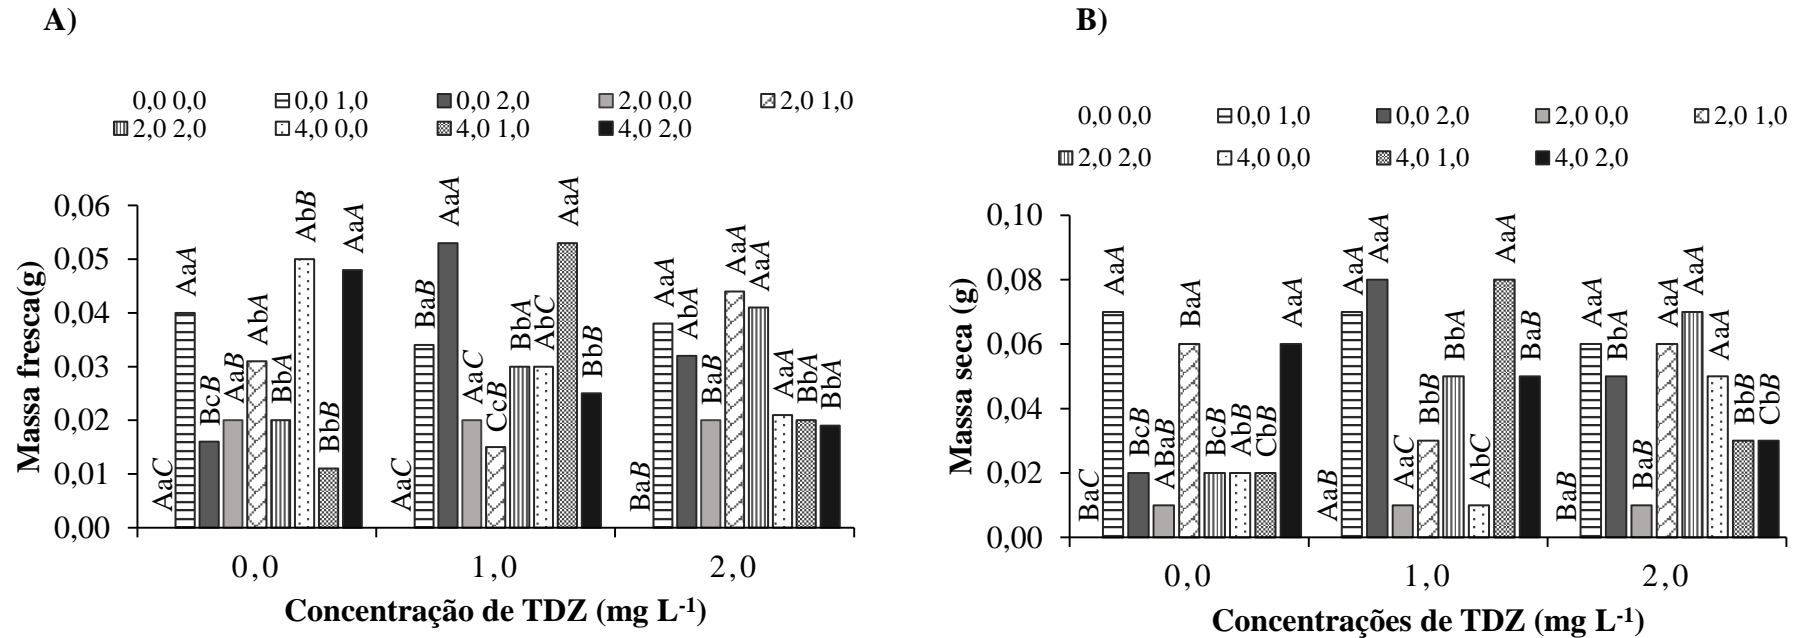 A)
0,0 0,0 0,0 1,0 0,0 2,0 2,0 0,0 2,0 1,0
2,0 2,0 4,0 0,0 4,0 1,0 4,0 2,0
Massa fresca(g)
0,06
0,05
0,04
0,03
0,02
0,01
0,00
AaC AaA BcB AaB AbA BbA AbB BbB AaA
AaC BaB AaA AaC CcB BbA AbC AaA BbB
BaB AaA AbA BaB AaA AaA AaA BbA BbA
0,0 1,0 2,0
Concentração de TDZ (mg L-1)
B)
0,0 0,0 0,0 1,0 0,0 2,0 2,0 0,0 2,0 1,0
2,0 2,0 4,0 0,0 4,0 1,0 4,0 2,0
Massa seca (g)
0,10
0,08
0,06
0,04
0,02
0,00
BaC AaA BcB ABaB BaA BcB AbB CbB AaA
AaB AaA AaA AaC BbB BbA AbC AaA BaB
BaB AaA BbA BaB AaA AaA AaA BbB CbB
0,0 1,0 2,0
Concentrações de TDZ (mg L-1)